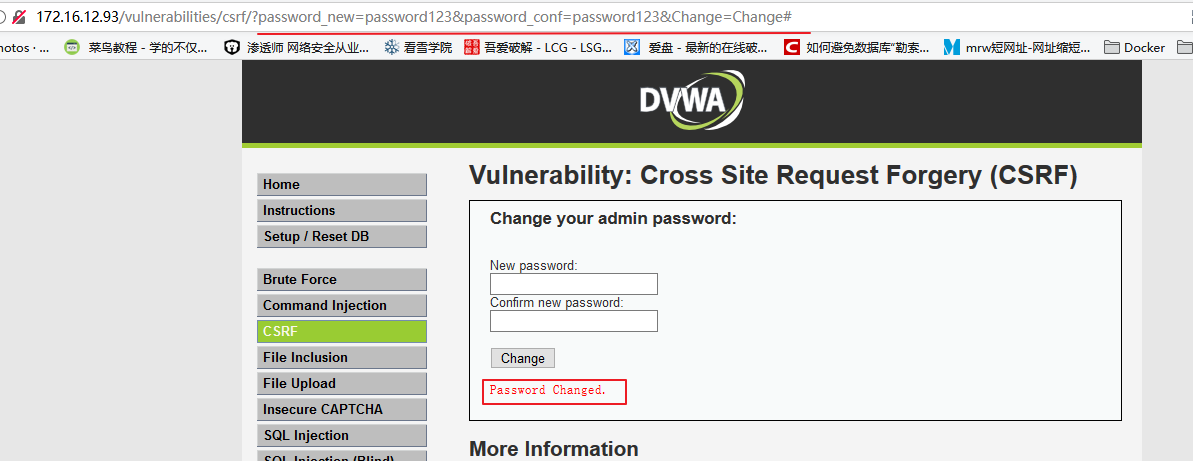 172.16.12.93/vulnerabilities/csrf/?password_new=password123&password_conf=password123&Change=Change#
hotos · ... 菜鸟教程 - 学的不仅... 渗透师 网络安全从业... 看雪学院 吾爱破解 - LCG - LSG... 爱盘 - 最新的在线破... 如何避免数据库“勒索... mrw短网址-网址缩短... Docker
DVWA
Home
Instructions
Setup / Reset DB
Brute Force
Command Injection
CSRF
File Inclusion
File Upload
Insecure CAPTCHA
SQL Injection
SQL Injection (Blind)
Vulnerability: Cross Site Request Forgery (CSRF)
Change your admin password:
New password:
Confirm new password:
Change
Password Changed.
More Information